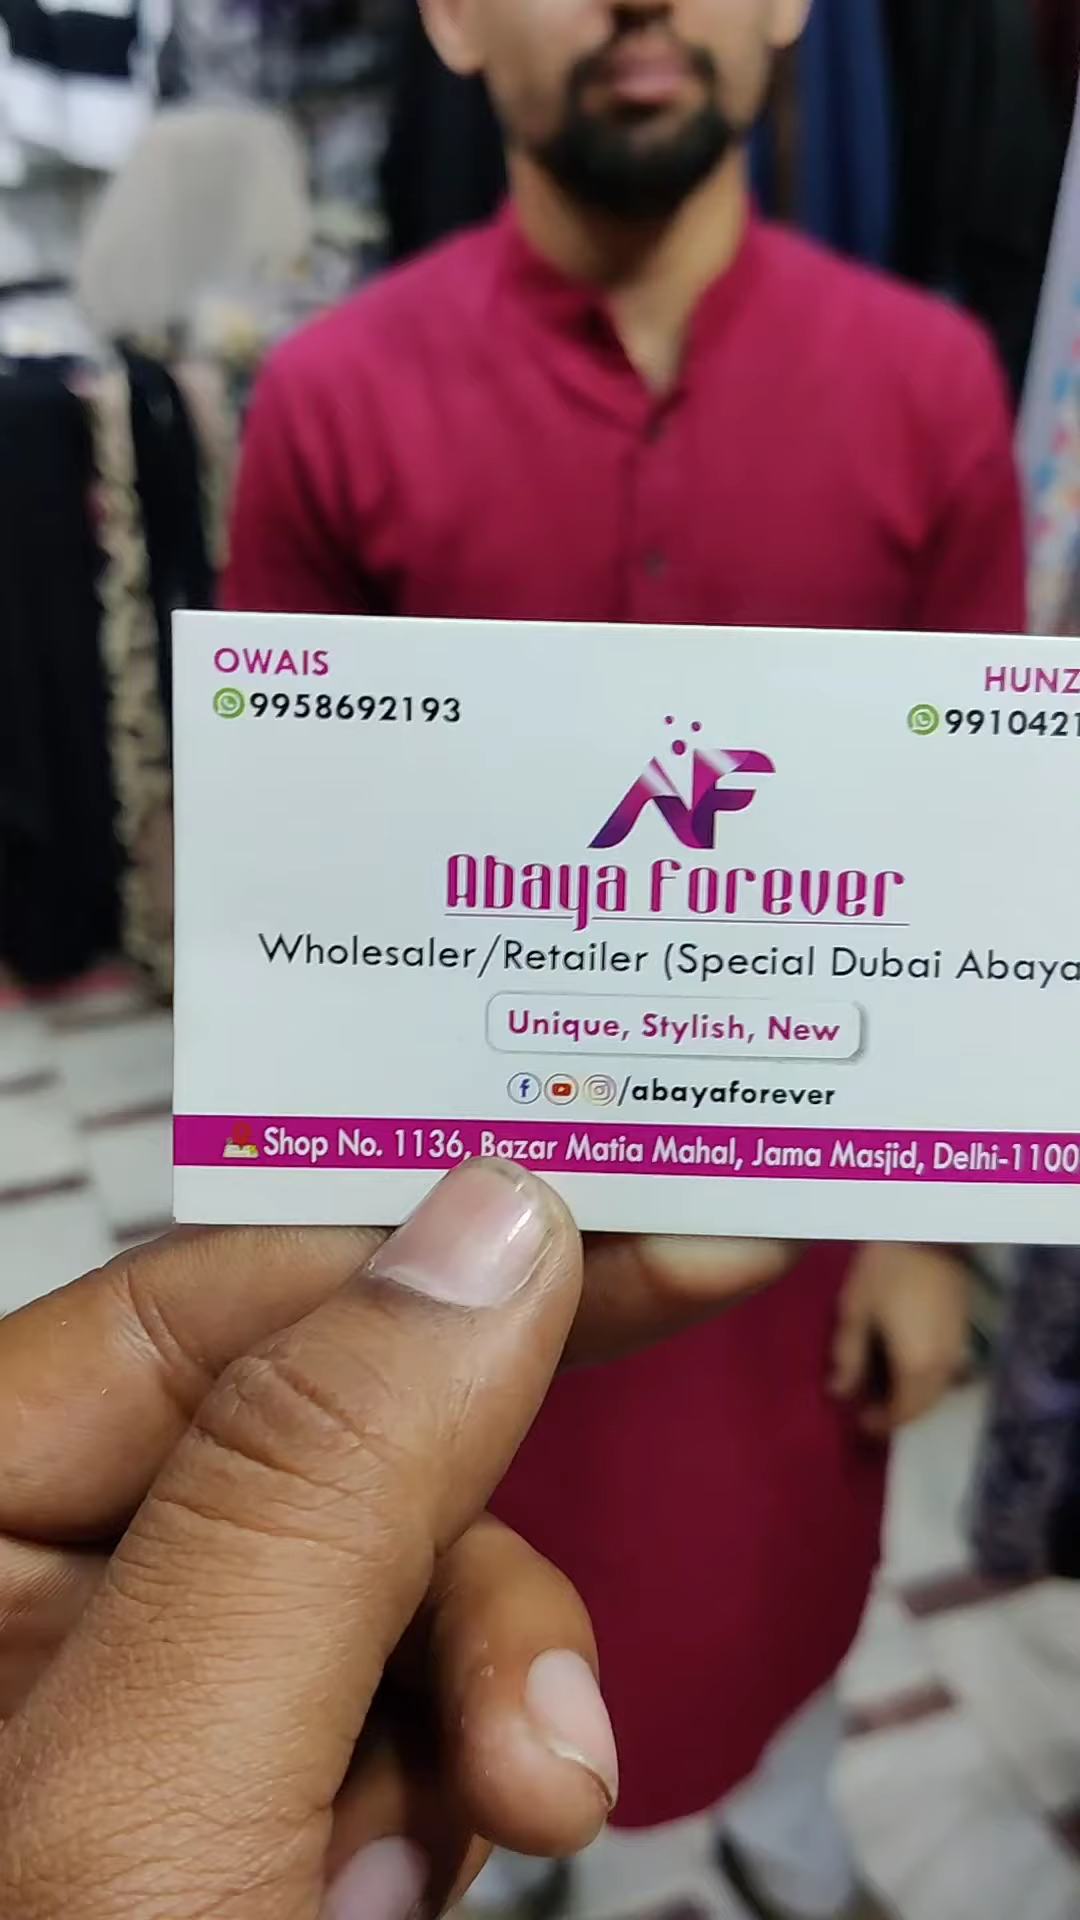 OWAIS
9958692193
HUNZ
9910421
AF
Abaya Forever
Wholesaler/Retailer (Special Dubai Abaya
Unique, Stylish, New
/abayaforever
Shop No. 1136, Bazar Matia Mahal, Jama Masjid, Delhi-1100